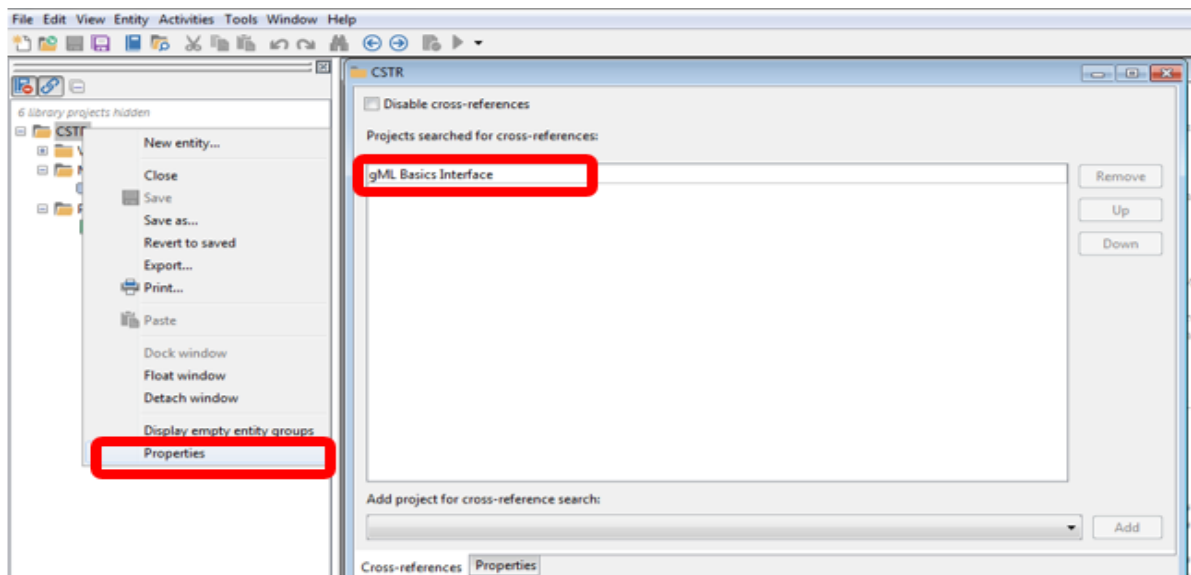 File Edit View Entity Activities Tools Window Help
6 library projects hidden
CSTR
New entity...
Close
Save
Save as...
Revert to saved
Export...
Print...
Paste
Dock window
Float window
Detach window
Display empty entity groups
Properties
CSTR
Disable cross-references
Projects searched for cross-references:
gML Basics Interface
Remove
Up
Down
Add project for cross-reference search:
Add
Cross-references Properties